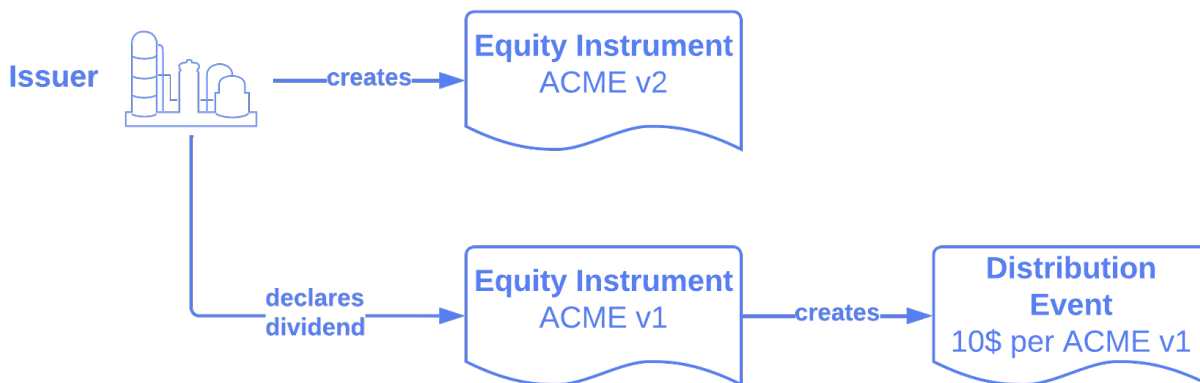 Issuer
creates
Equity Instrument
ACME v2
declares
dividend
Equity Instrument
ACME v1
creates
Distribution
Event
10$ per ACME v1